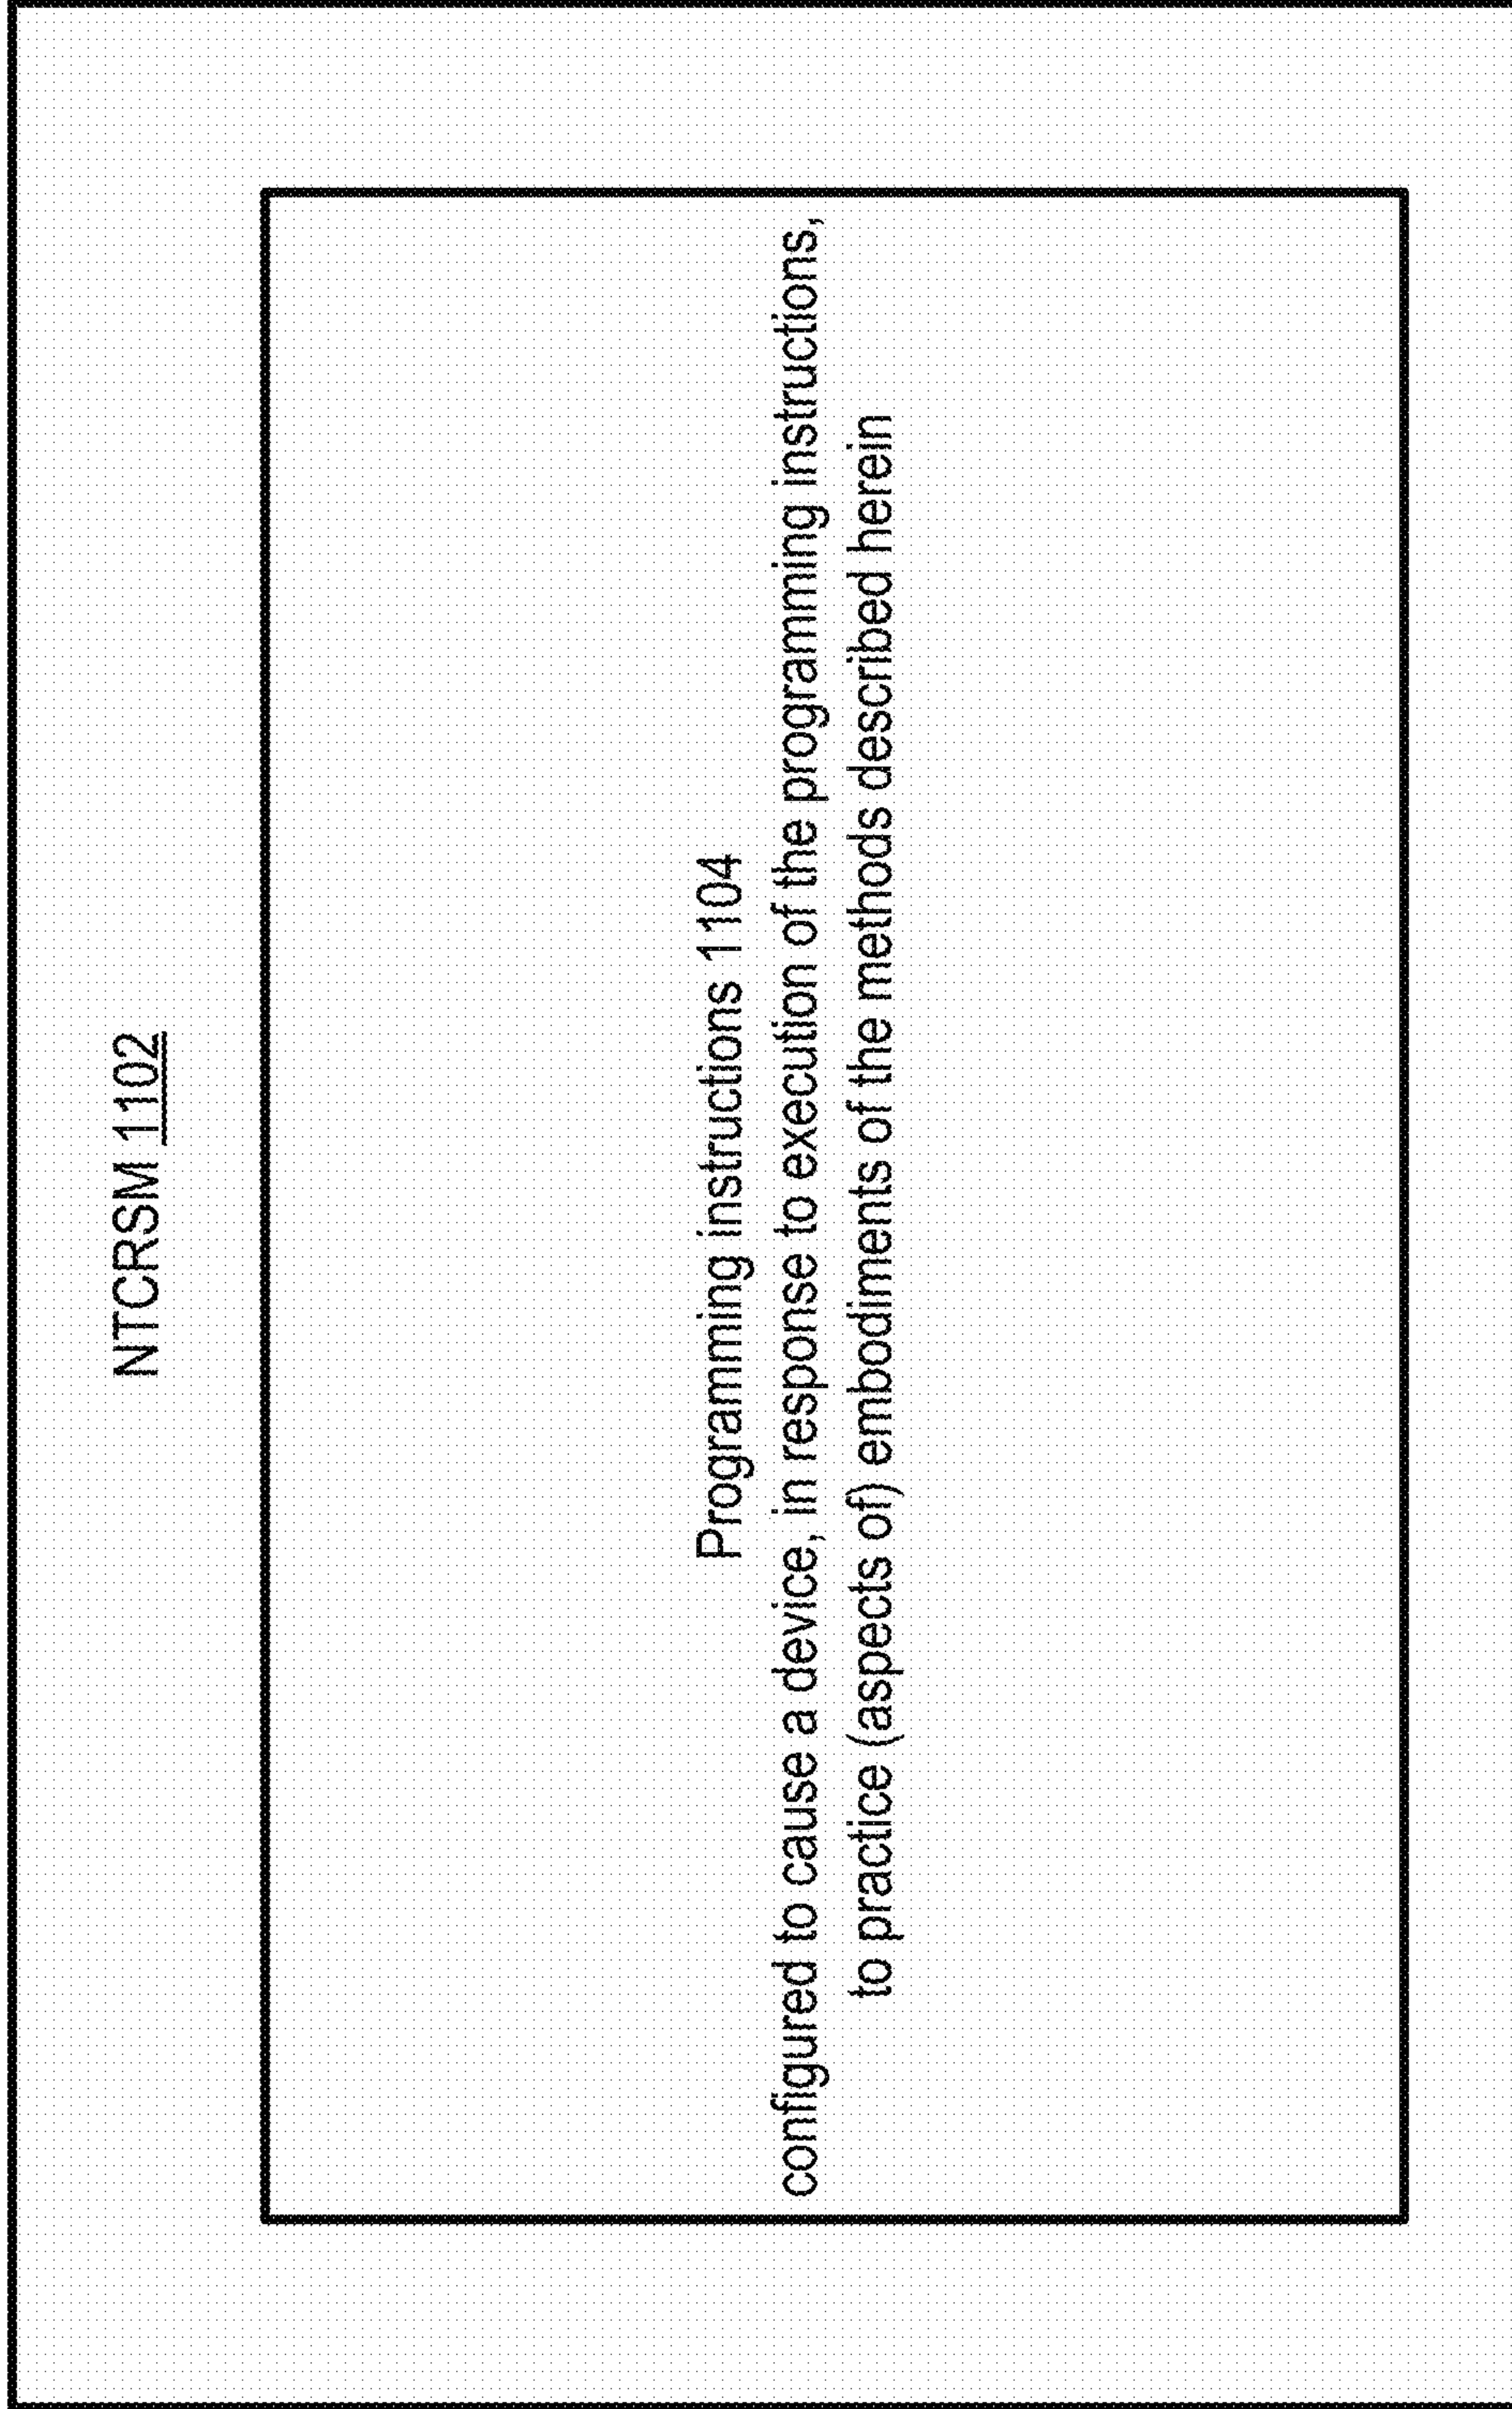 NTCRSM 1102
Programming instructions 1104
configured to cause a device, in response to execution of the programming instructions,
to practice (aspects of) embodiments of the methods described herein